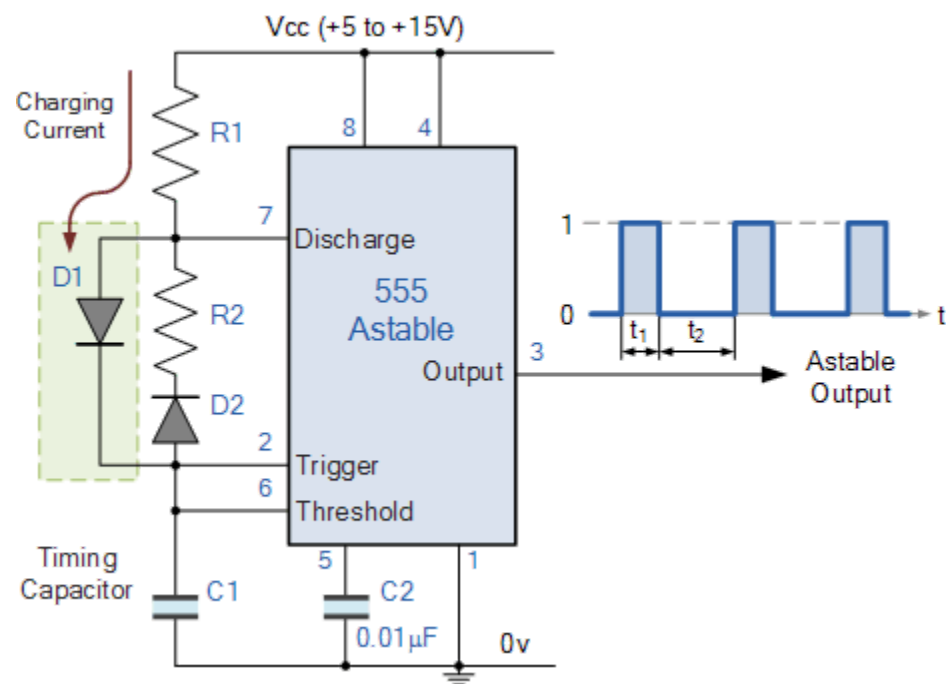 Vcc (+5 to +15V)
Charging
Current
R1
8
4
7
Discharge
D1
R2
555
Astable
1
0
t
t1
t2
3
Output
Astable
Output
D2
2
Trigger
6
Threshold
5
1
Timing
Capacitor
C1
C2
0.01µF
0v